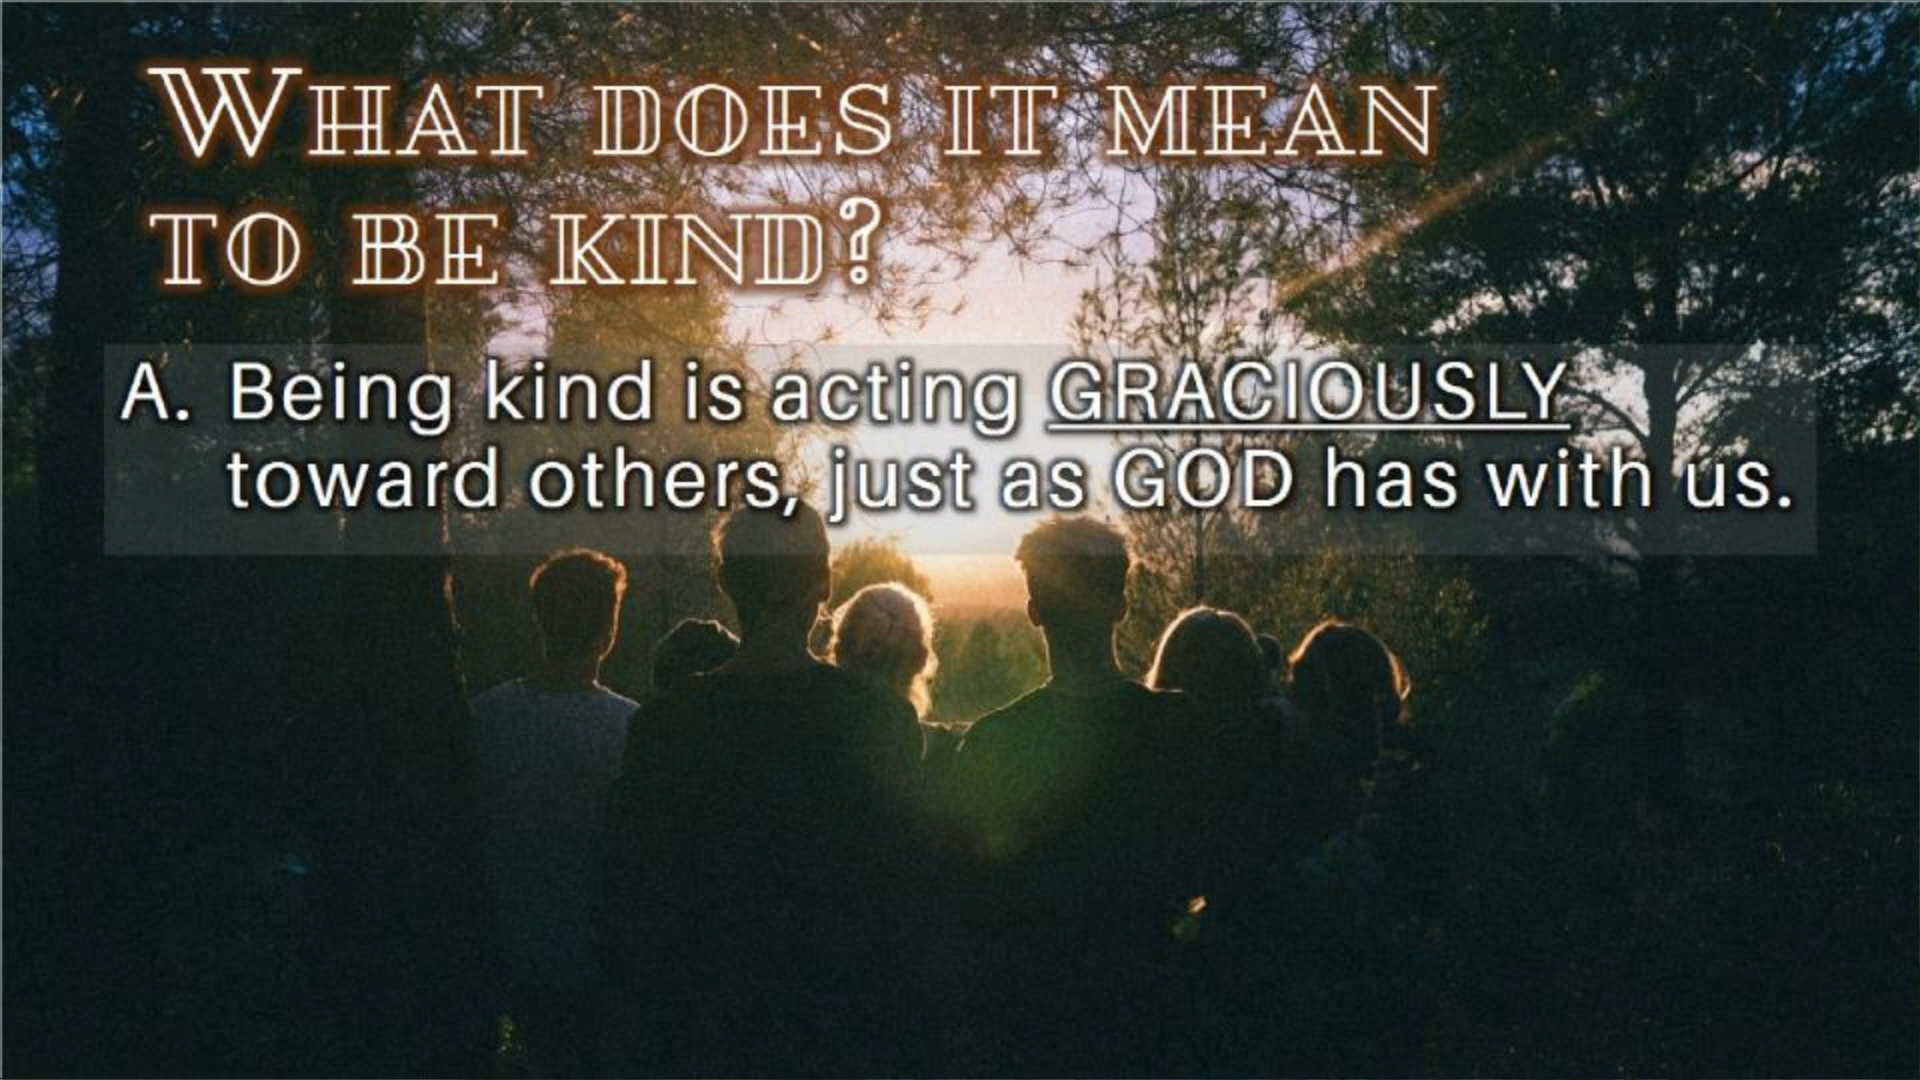 WHAT DOES IT MEAN
TO BE KIND?
A. Being kind is acting GRACIOUSLY
toward others, just as GOD has with us.